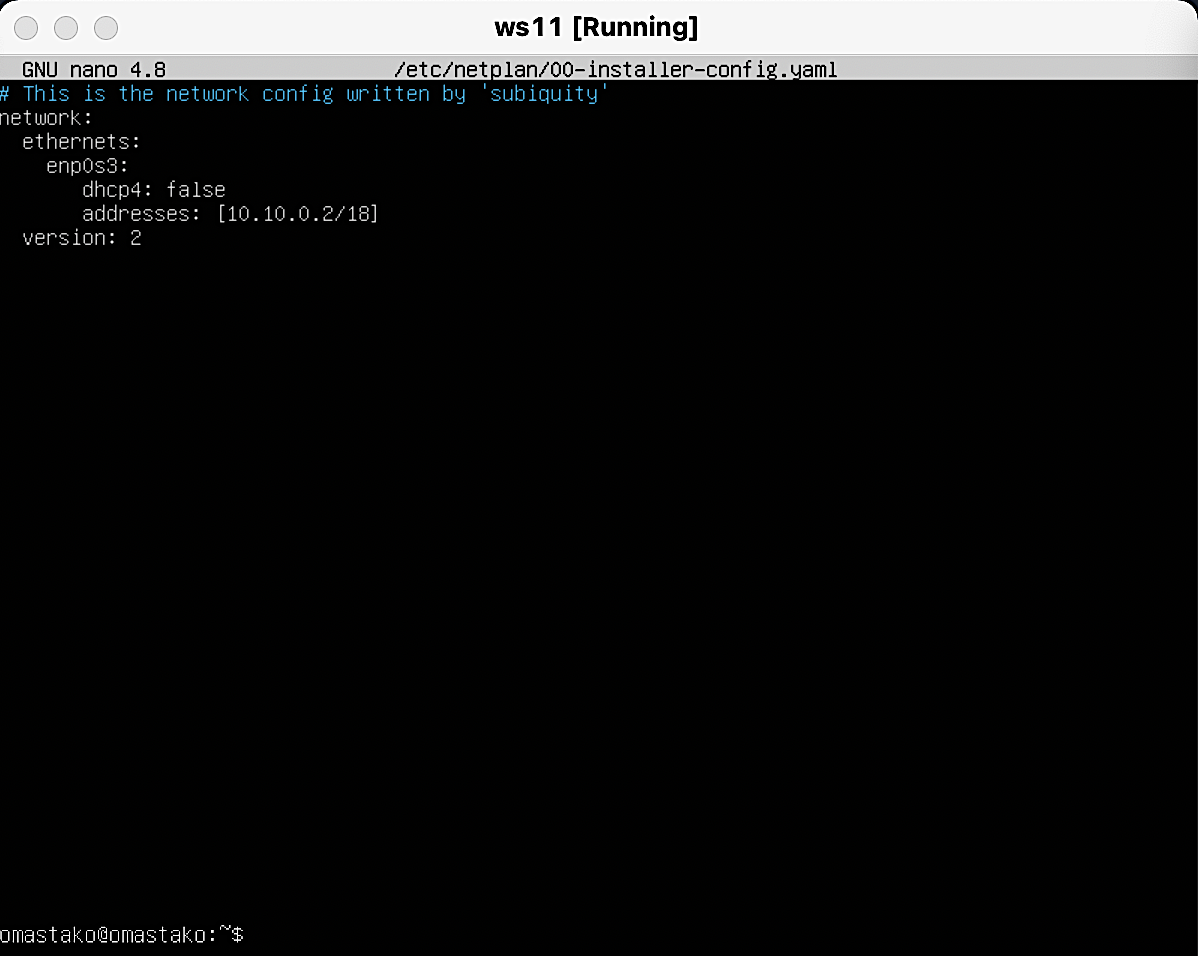 ws11 [Running]
GNU nano 4.8 /etc/netplan/00-installer-config.yaml
# This is the network config written by 'subiquity'
network:
  ethernets:
    enp0s3:
       dhcp4: false
       addresses: [10.10.0.2/18]
  version: 2
omastako@omastako:~$